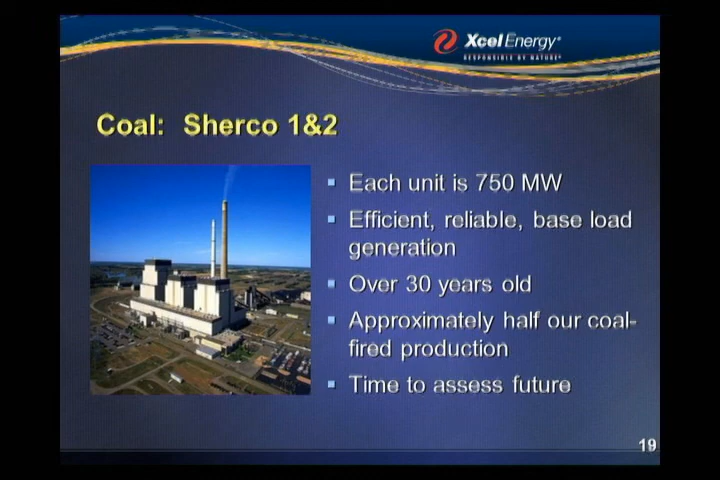 Xcel Energy®
RESPONSIBLE BY NATURE®
Coal: Sherco 1&2
Each unit is 750 MW
Efficient, reliable, base load
generation
Over 30 years old
Approximately half our coal-
fired production
Time to assess future
19